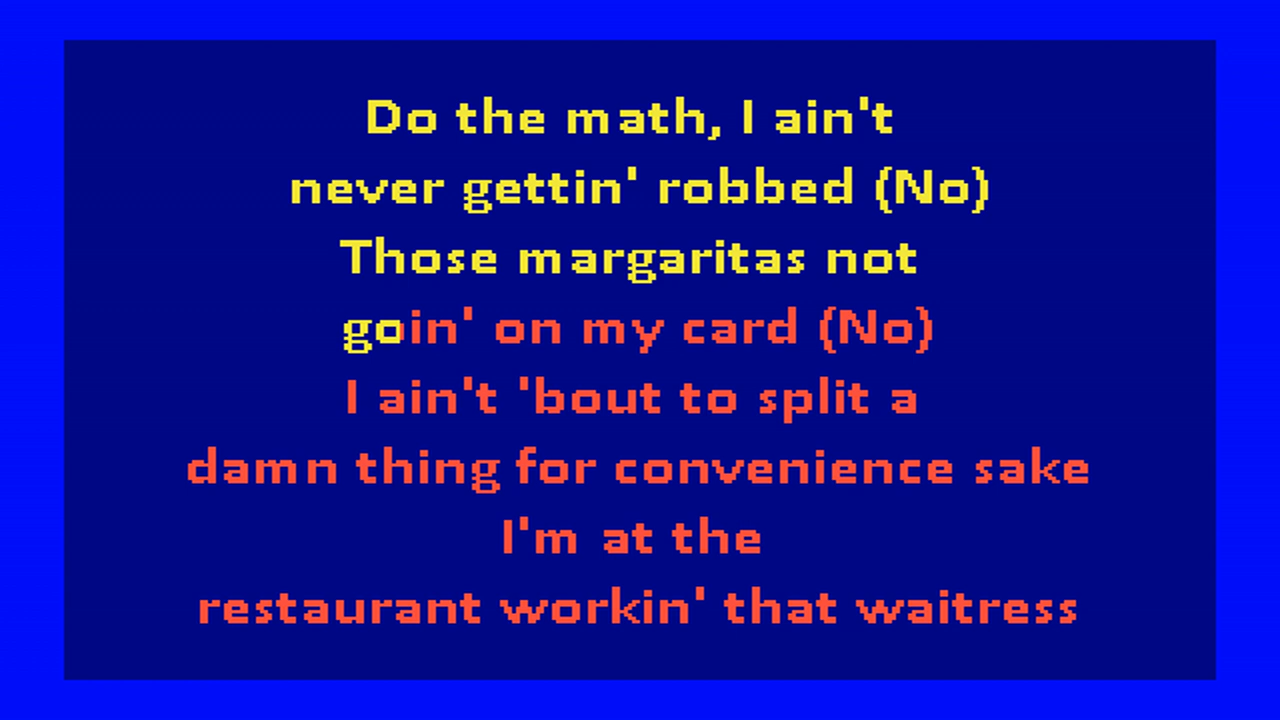 Do the math, I ain't
never gettin' robbed (No)
Those margaritas not
goin' on my card (No)
I ain't 'bout to split a
damn thing for convenience sake
I'm at the
restaurant workin' that waitress